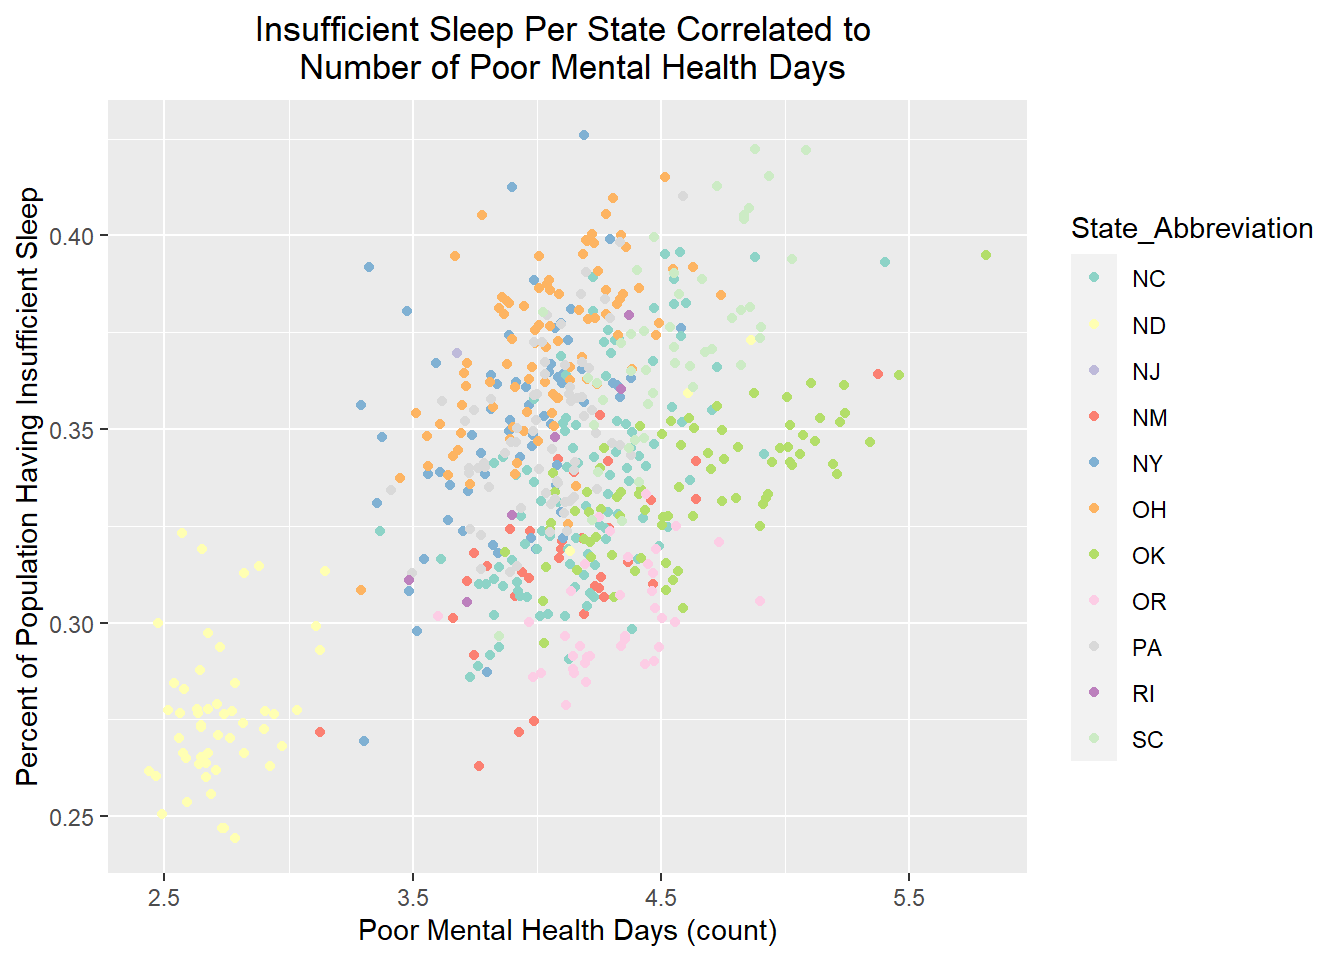 Insufficient Sleep Per State Correlated to
Number of Poor Mental Health Days
Percent of Population Having Insufficient Sleep
0.40
0.35
0.30
0.25
2.5
3.5
4.5
5.5
Poor Mental Health Days (count)
State_Abbreviation
NC
ND
NJ
NM
NY
OH
OK
OR
PA
RI
SC